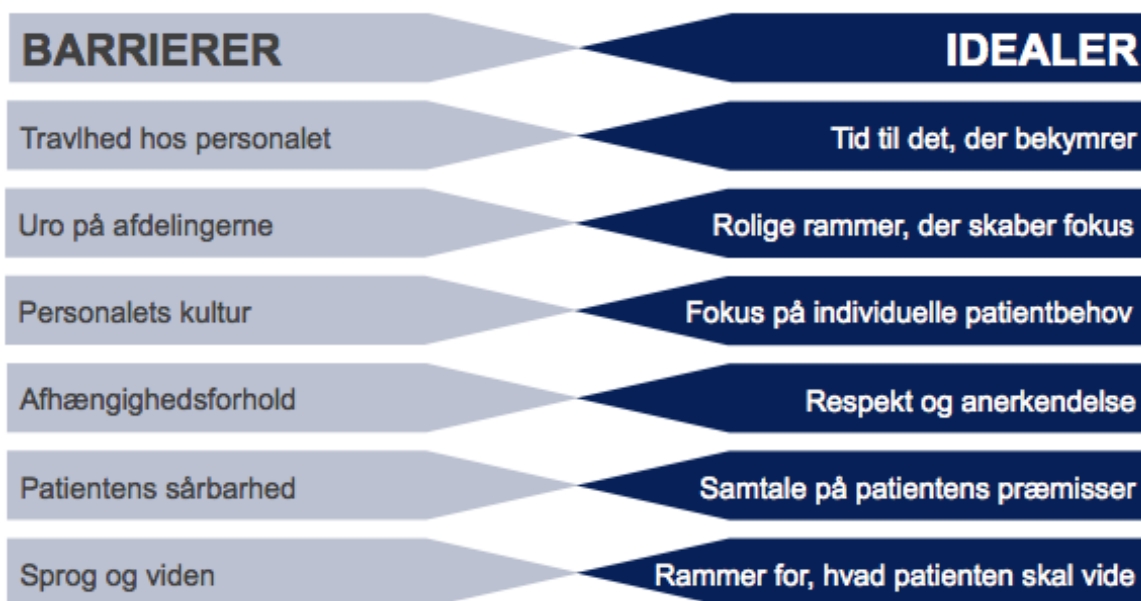 BARRIERER IDEALER
Travlhed hos personalet Tid til det, der bekymrer
Uro på afdelingerne Rolige rammer, der skaber fokus
Personalets kultur Fokus på individuelle patientbehov
Afhængighedsforhold Respekt og anerkendelse
Patientens sårbarhed Samtale på patientens præmisser
Sprog og viden Rammer for, hvad patienten skal vide